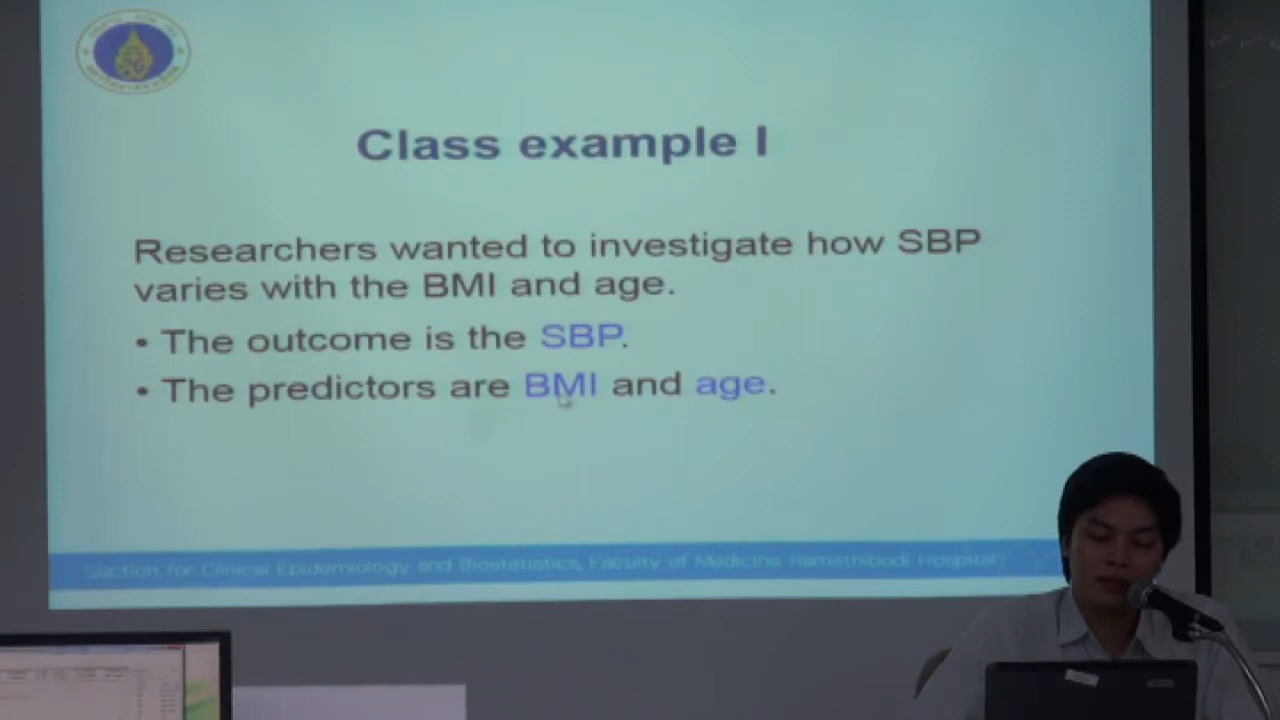 Class example I
Researchers wanted to investigate how SBP
varies with the BMI and age.
• The outcome is the SBP.
• The predictors are BMI and age.
Section for Clinical Epidemiology and Biostatistics, Faculty of Medicine Ramathibodi Hospital